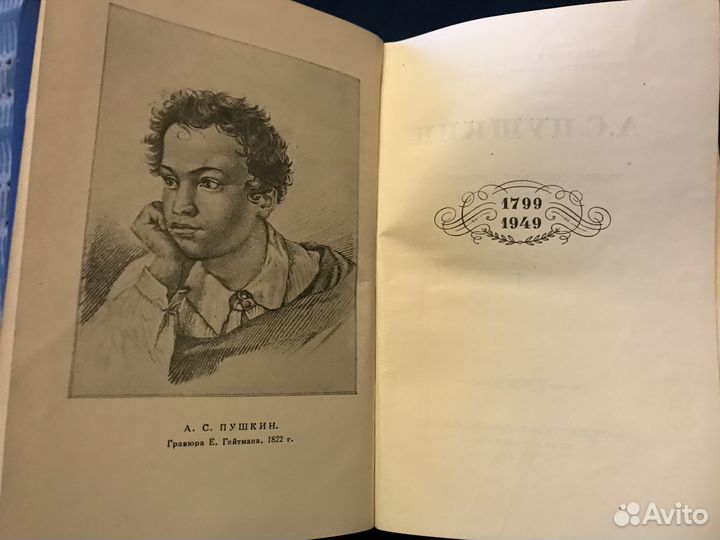 А. С. ПУШКИН.
Гравюра Е. Гейтмана, 1822 г.
А.С. ПУШКИН
1799
1949
Avito